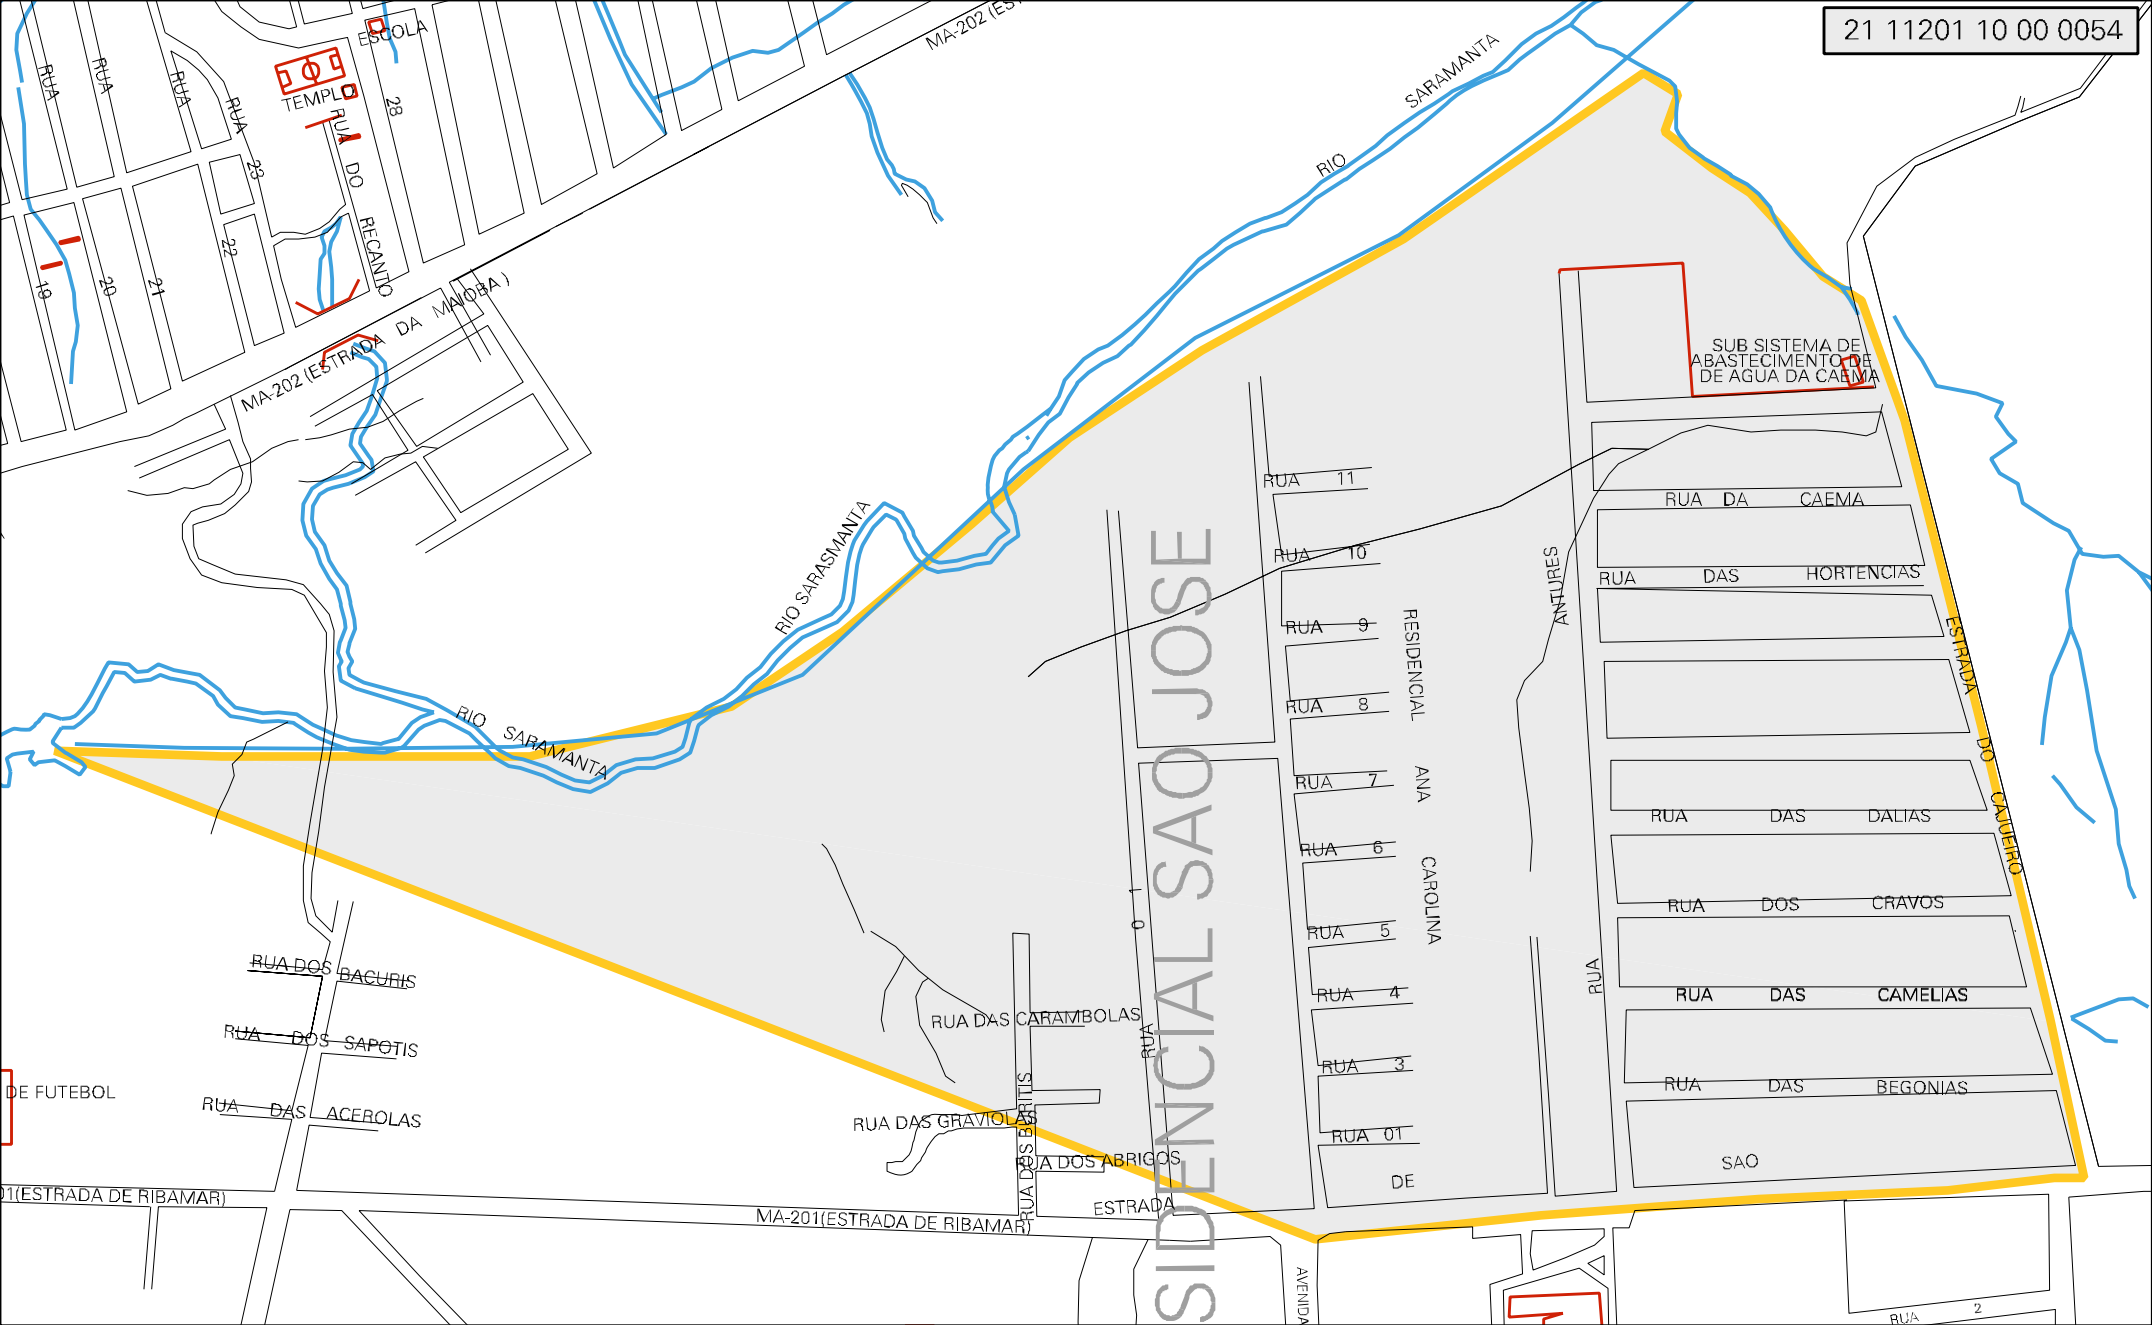 21 11201 10 00 0054
ESCOLA
MA-202 (ES
RUA
RUA
RUA
RUA
TEMPLO
28
RUA DO RECANTO
23
22
19
20
21
MA-202 (ESTRADA DA MAIOBA )
RIO SARAMANTA
RIO SARASMANTA
RIO SARAMANTA
SUB SISTEMA DE
ABASTECIMENTO DE
DE AGUA DA CAEMA
RUA 11
RUA 10
RUA 9
RUA 8
RUA 7
RUA 6
RUA 5
RUA 4
RUA 3
RUA 01
RESIDENCIAL ANA CAROLINA
RUA ANTURES
RUA DA CAEMA
RUA DAS HORTENCIAS
RUA DAS DALIAS
RUA DOS CRAVOS
RUA DAS CAMELIAS
RUA DAS BEGONIAS
ESTRADA DO CAJUEIRO
SIDENCIAL SAO JOSE
RUA 0 1
RUA DOS BACURIS
RUA DOS SAPOTIS
RUA DAS ACEROLAS
DE FUTEBOL
RUA DAS CARAMBOLAS
RUA DAS GRAVIOLAS
RUA DOS BURITIS
RUA DOS ABRIGOS
ESTRADA DE SAO
01(ESTRADA DE RIBAMAR)
MA-201(ESTRADA DE RIBAMAR)
AVENIDA
RUA 2